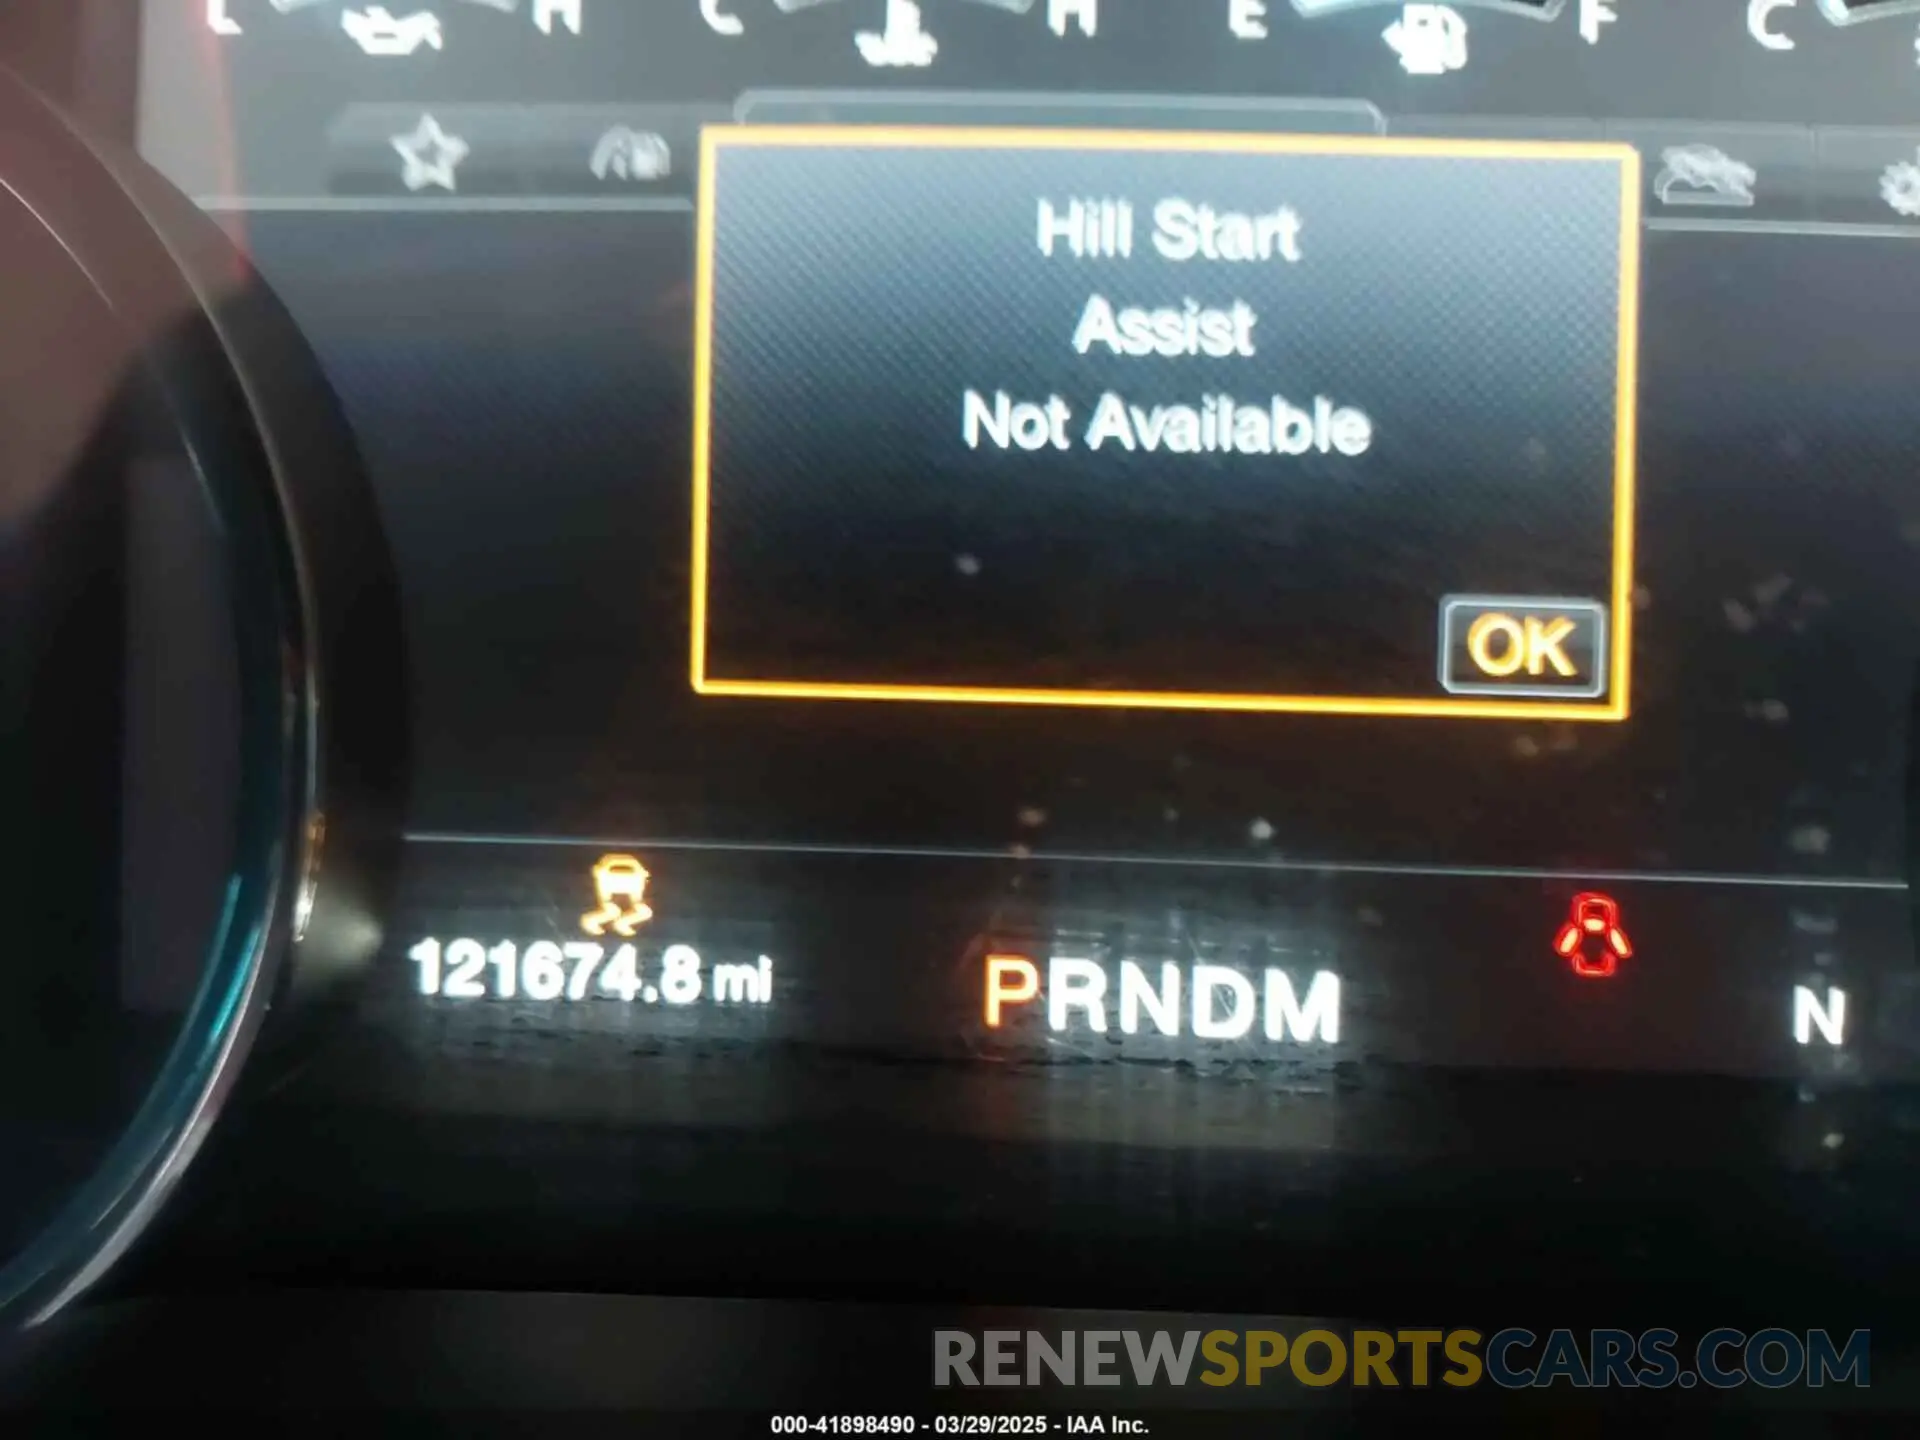 L H C H E F C
Hill Start
Assist
Not Available
OK
121674.8 mi
PRNDM
N
RENEWSPORTSCARS.COM
000-41898490 - 03/29/2025 - IAA Inc.